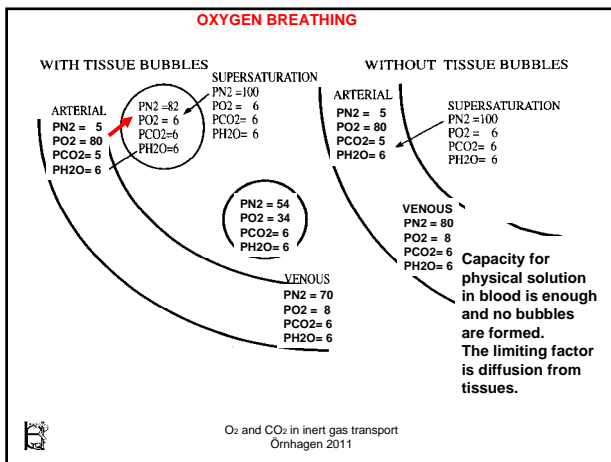 OXYGEN BREATHING
WITH TISSUE BUBBLES
ARTERIAL
PN2 = 5
PO2 = 80
PCO2= 5
PH2O= 6
PN2 =82
PO2 = 6
PCO2=6
PH2O=6
SUPERSATURATION
PN2 =100
PO2 = 6
PCO2= 6
PH2O= 6
PN2 = 54
PO2 = 34
PCO2= 6
PH2O= 6
VENOUS
PN2 = 70
PO2 = 8
PCO2= 6
PH2O= 6
WITHOUT TISSUE BUBBLES
ARTERIAL
PN2 = 5
PO2 = 80
PCO2= 5
PH2O= 6
SUPERSATURATION
PN2 =100
PO2 = 6
PCO2= 6
PH2O= 6
VENOUS
PN2 = 80
PO2 = 8
PCO2= 6
PH2O= 6
Capacity for
physical solution
in blood is enough
and no bubbles
are formed.
The limiting factor
is diffusion from
tissues.
O2 and CO2 in inert gas transport
Örnhagen 2011